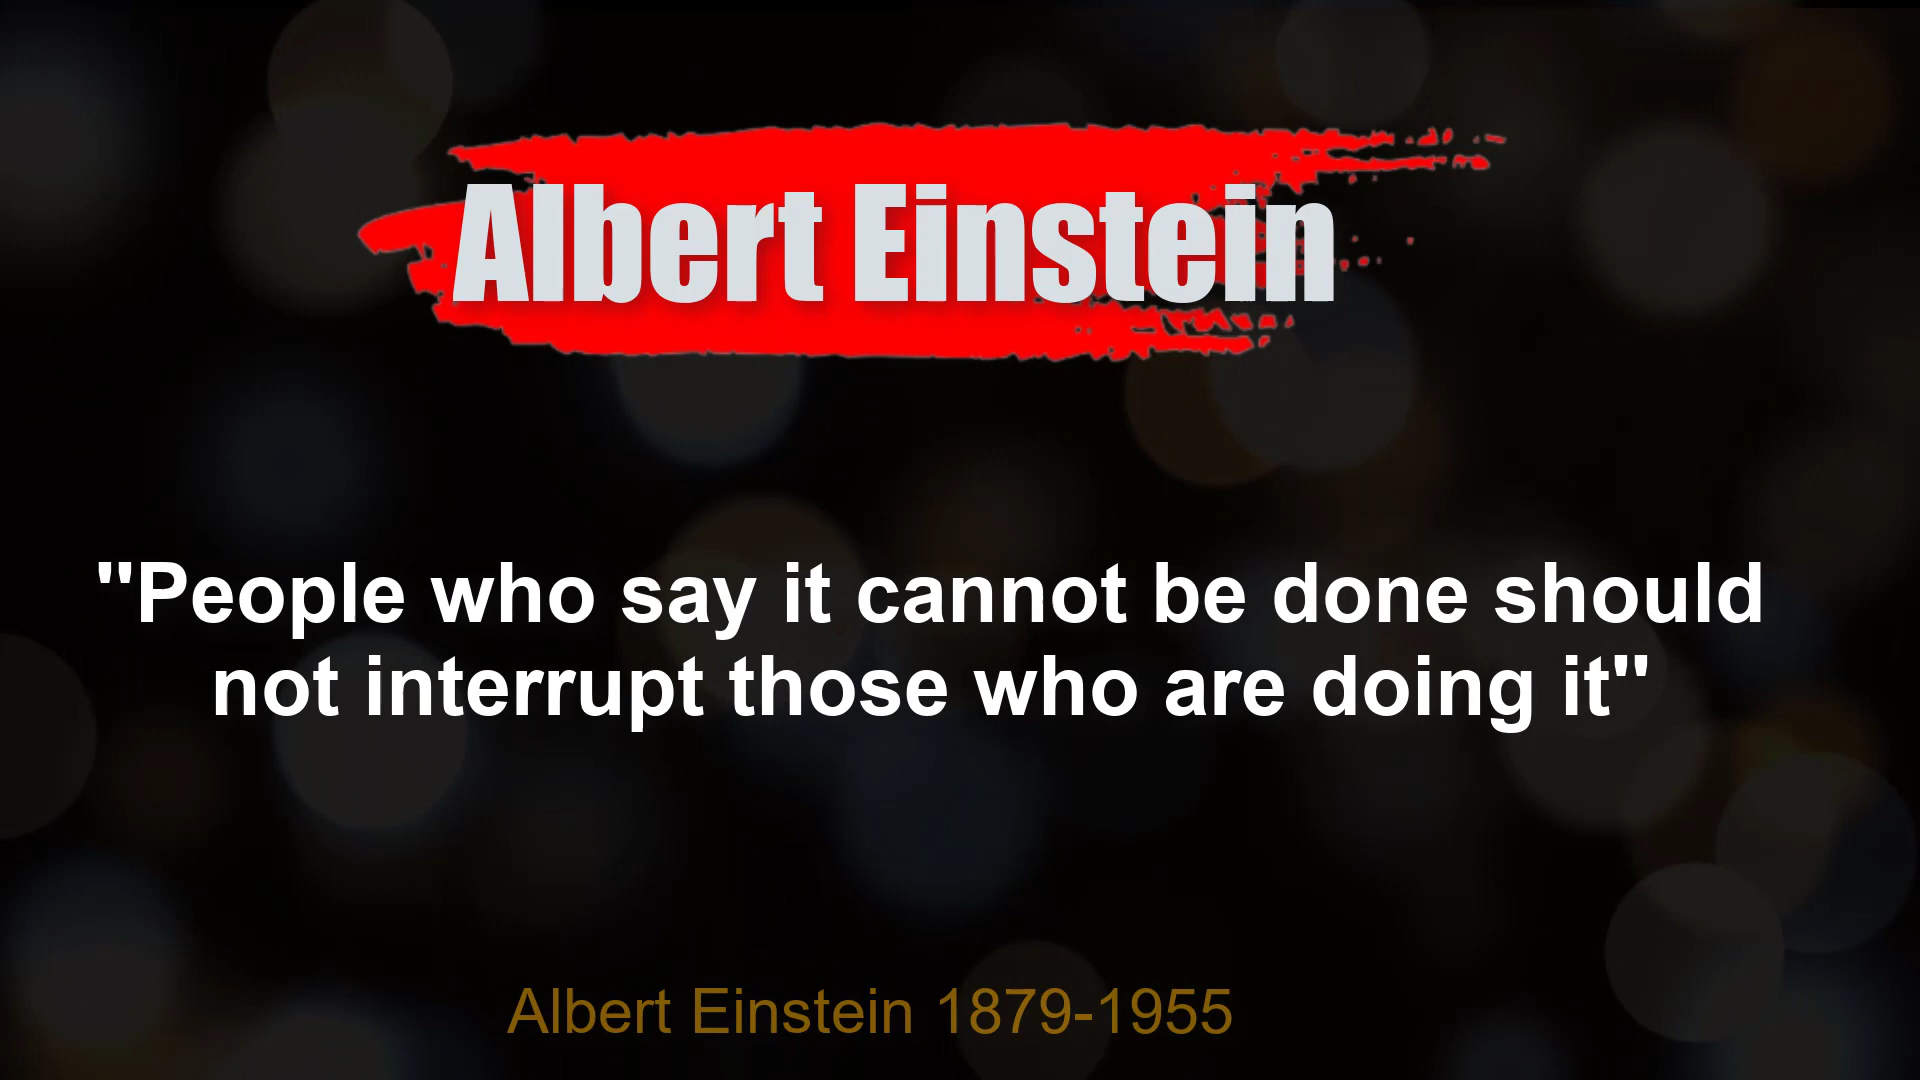 Albert Einstein
"People who say it cannot be done should
not interrupt those who are doing it"
Albert Einstein 1879-1955